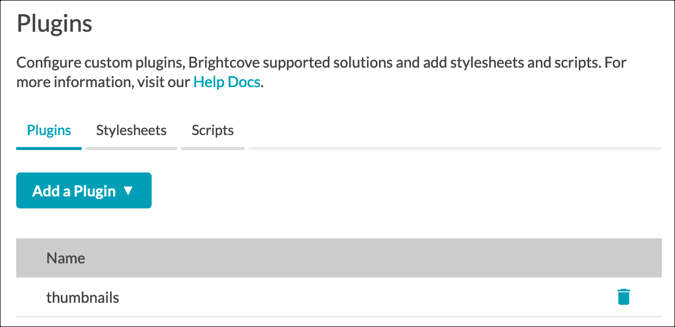 Plugins
Configure custom plugins, Brightcove supported solutions and add stylesheets and scripts. For
more information, visit our Help Docs.
Plugins Stylesheets Scripts
Add a Plugin ▼
Name
thumbnails